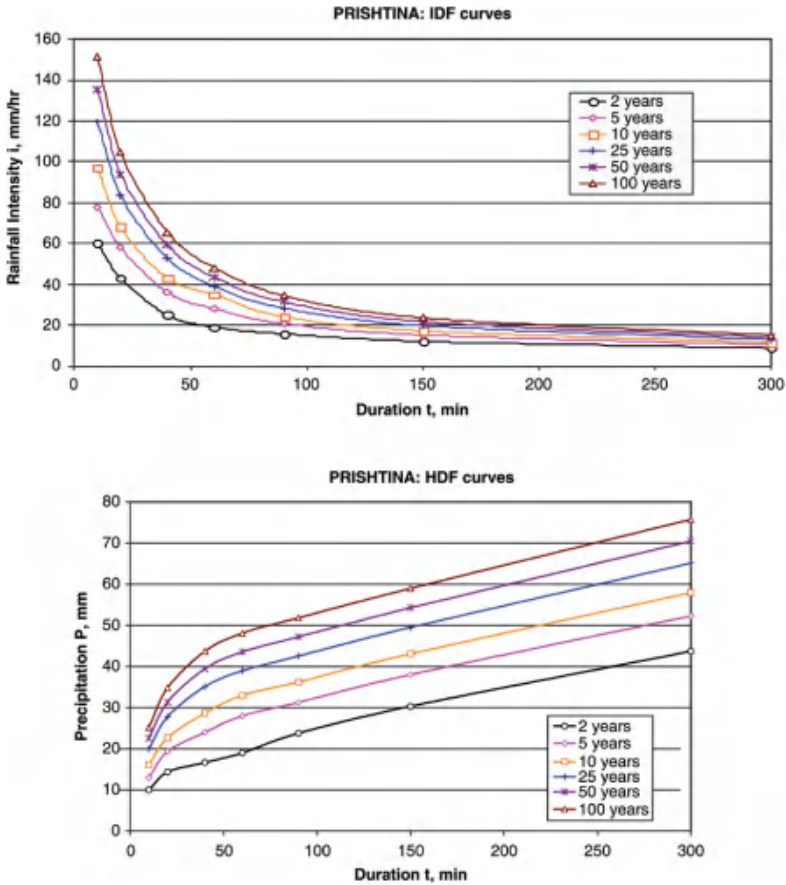 PRISHTINA: IDF curves
160
140
120
100
80
60
40
20
0
Rainfall Intensity i, mm/hr
2 years
5 years
10 years
25 years
50 years
100 years
0 50 100 150 200 250 300
Duration t, min
PRISHTINA: HDF curves
80
70
60
50
40
30
20
10
0
Precipitation P, mm
2 years
5 years
10 years
25 years
50 years
100 years
0 50 100 150 200 250 300
Duration t, min